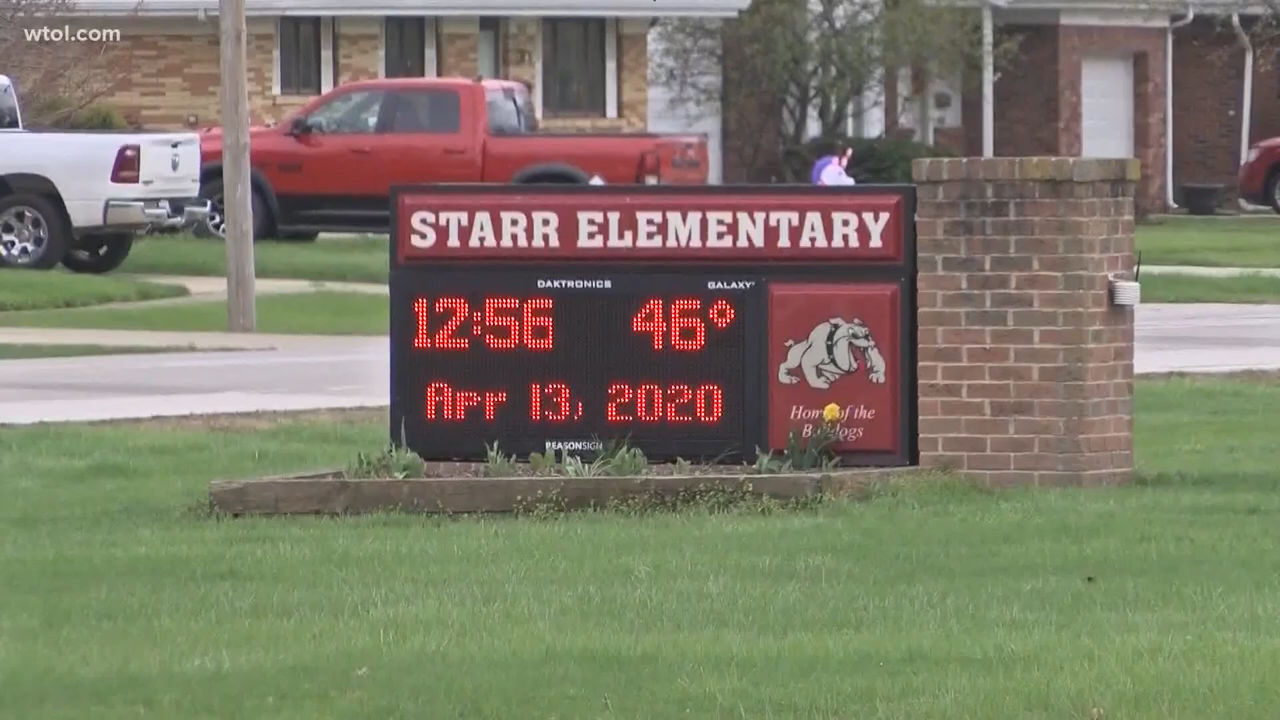 wtol.com
STARR ELEMENTARY
DAKTRONICS GALAXY
12:56 46°
Apr 13, 2020
Home of the
Bulldogs